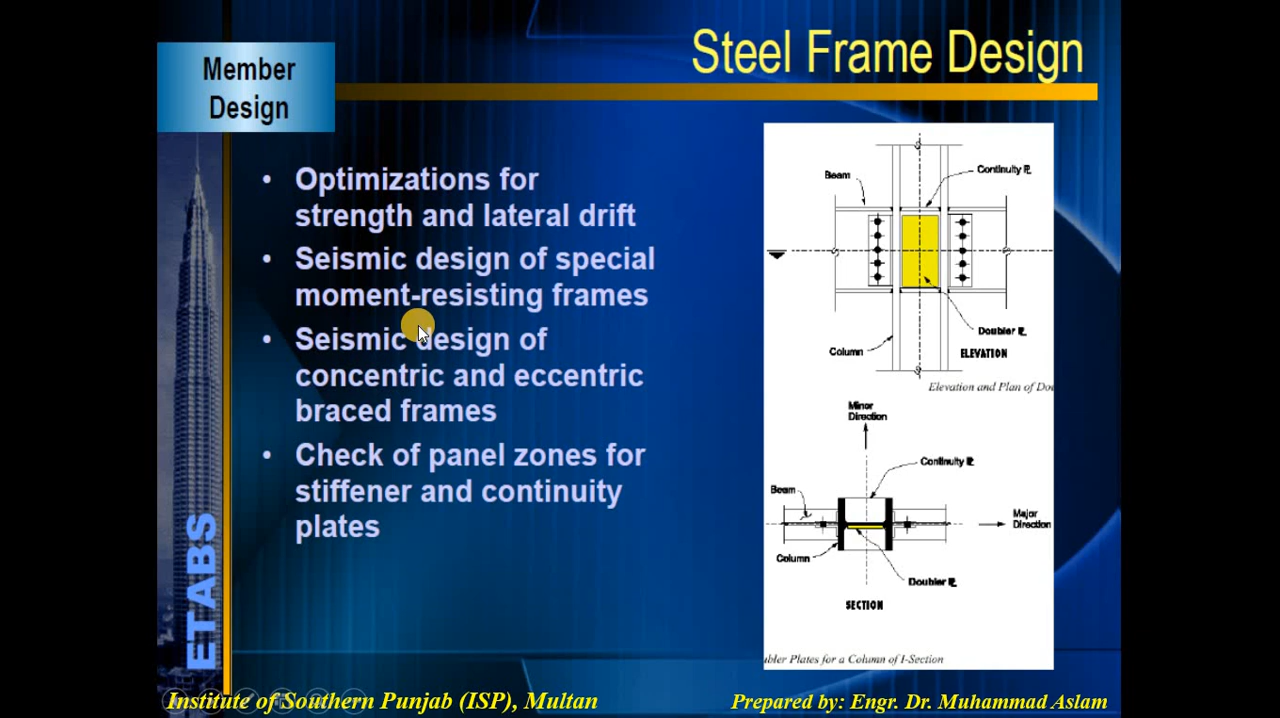 Steel Frame Design
Member
Design
• Optimizations for
strength and lateral drift
• Seismic design of special
moment-resisting frames
• Seismic design of
concentric and eccentric
braced frames
• Check of panel zones for
stiffener and continuity
plates
ETABS
Beam
Continuity PL
Doubler PL
Column
ELEVATION
Elevation and Plan of Dou
Minor
Direction
Continuity PL
Beam
Major
Direction
Column
Doubler PL
SECTION
ubler Plates for a Column of I-Section
Institute of Southern Punjab (ISP), Multan
Prepared by: Engr. Dr. Muhammad Aslam